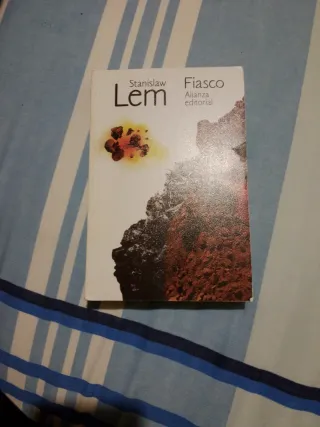 Stanislaw
Lem
Fiasco
Alianza
editorial